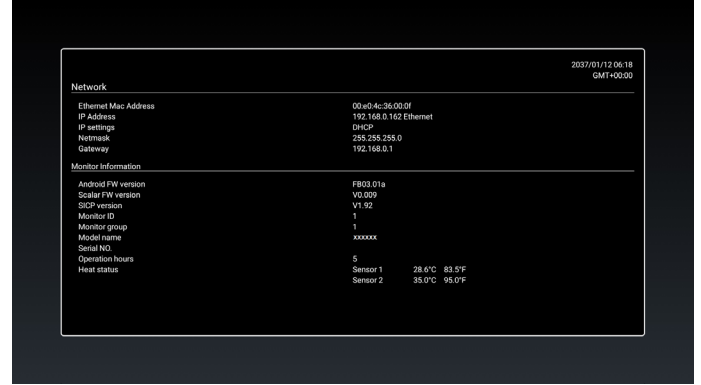 2037/01/12 06:18
GMT+00:00
Network
Ethernet Mac Address 00:e0:4c:36:00:0f
IP Address 192.168.0.162 Ethernet
IP settings DHCP
Netmask 255.255.255.0
Gateway 192.168.0.1
Monitor Information
Android FW version FB03.01a
Scalar FW version V0.009
SICP version V1.92
Monitor ID 1
Monitor group 1
Model name xxxxxx
Serial NO.
Operation hours 5
Heat status Sensor 1 28.6°C 83.5°F
Sensor 2 35.0°C 95.0°F